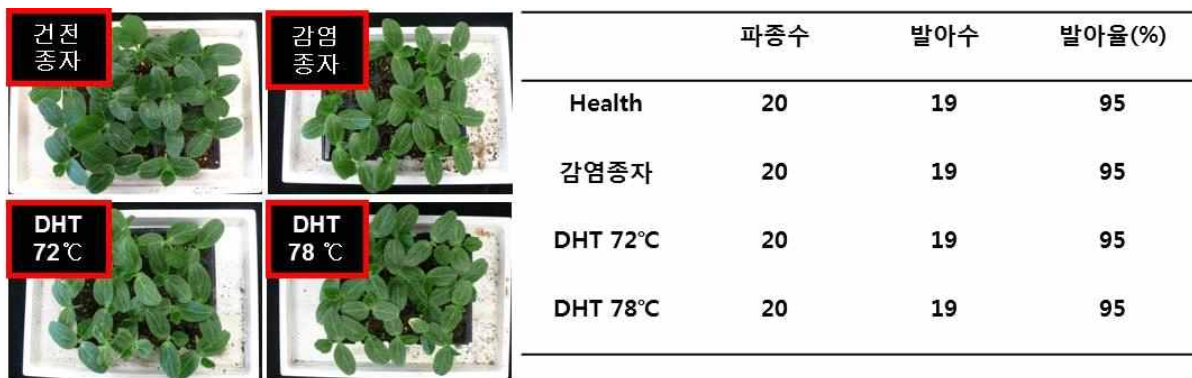 건전
종자
감염
종자
DHT
72℃
DHT
78 ℃
파종수 발아수 발아율(%)
Health 20 19 95
감염종자 20 19 95
DHT 72℃ 20 19 95
DHT 78℃ 20 19 95